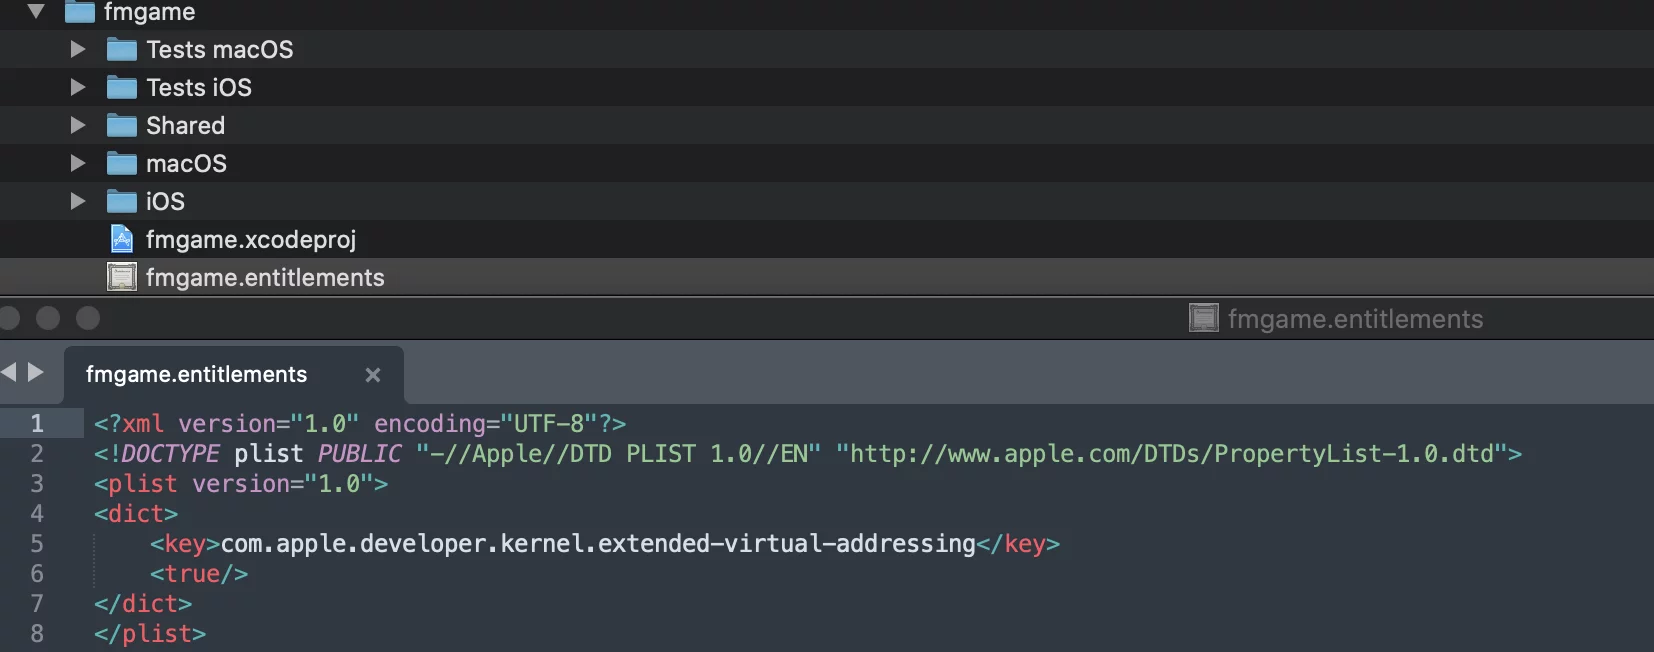 fmgame
Tests macOS
Tests iOS
Shared
macOS
iOS
fmgame.xcodeproj
fmgame.entitlements
fmgame.entitlements
fmgame.entitlements ×
1 <?xml version="1.0" encoding="UTF-8"?>
2 <!DOCTYPE plist PUBLIC "-//Apple//DTD PLIST 1.0//EN" "http://www.apple.com/DTDs/PropertyList-1.0.dtd">
3 <plist version="1.0">
4 <dict>
5     <key>com.apple.developer.kernel.extended-virtual-addressing</key>
6     <true/>
7 </dict>
8 </plist>